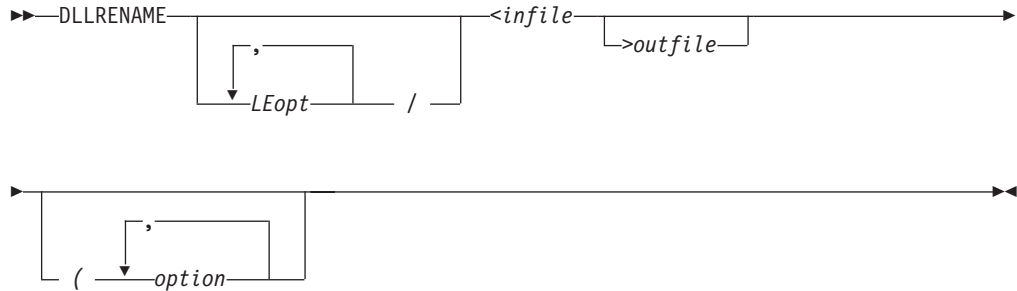 DLLRENAME <infile
>outfile
,
LEopt /
,
( option